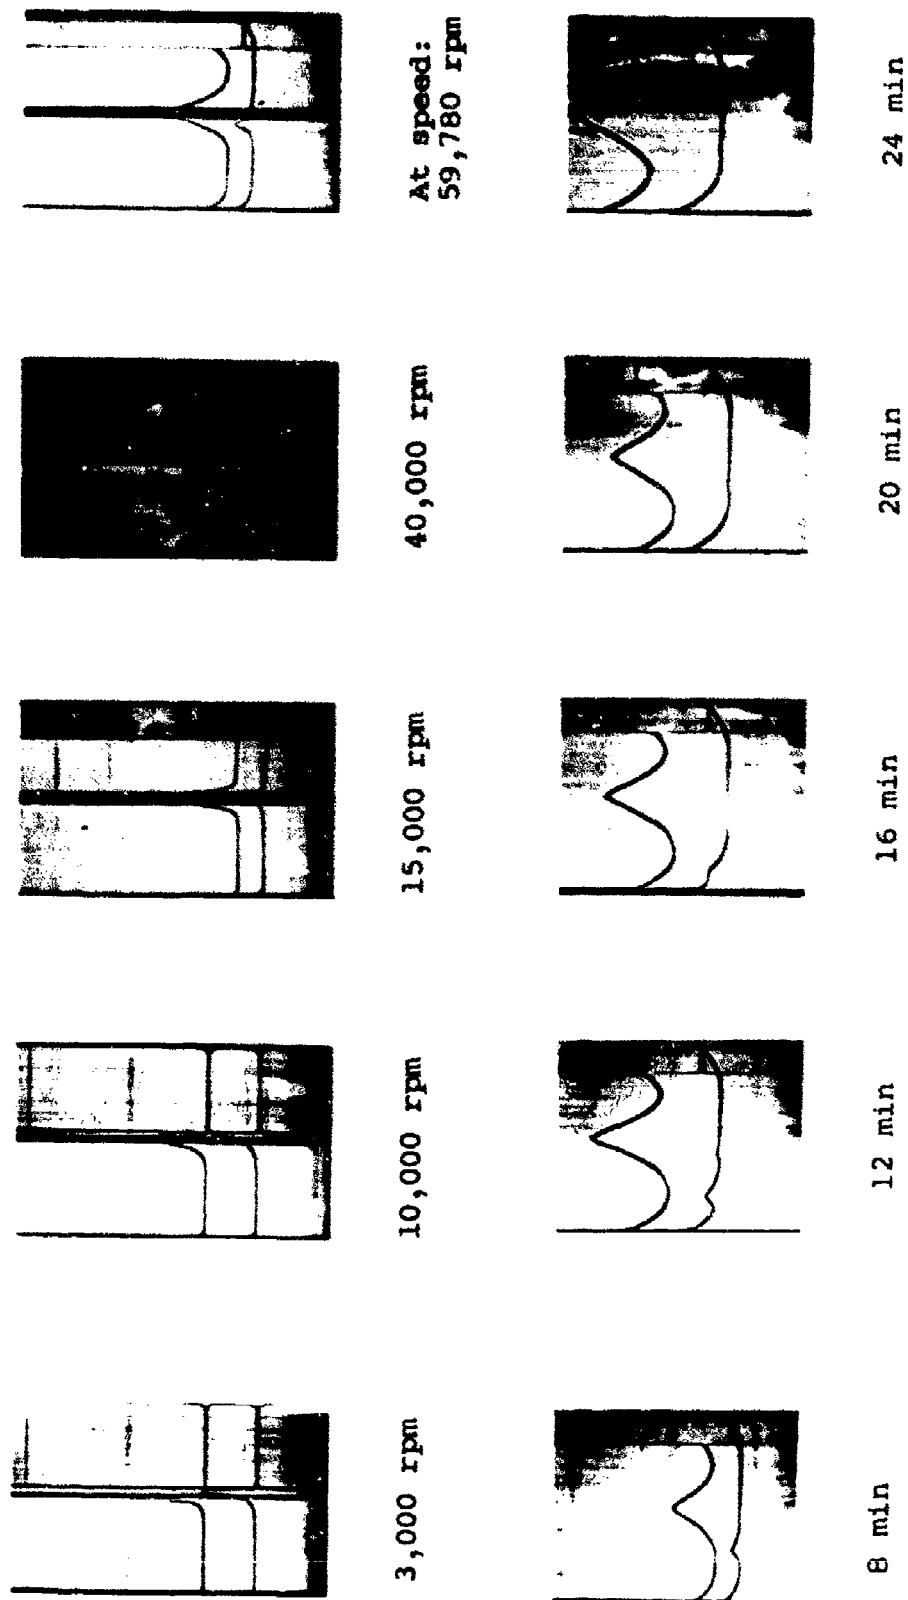 3,000 rpm
10,000 rpm
15,000 rpm
40,000 rpm
At speed:
59,780 rpm
8 min
12 min
16 min
20 min
24 min